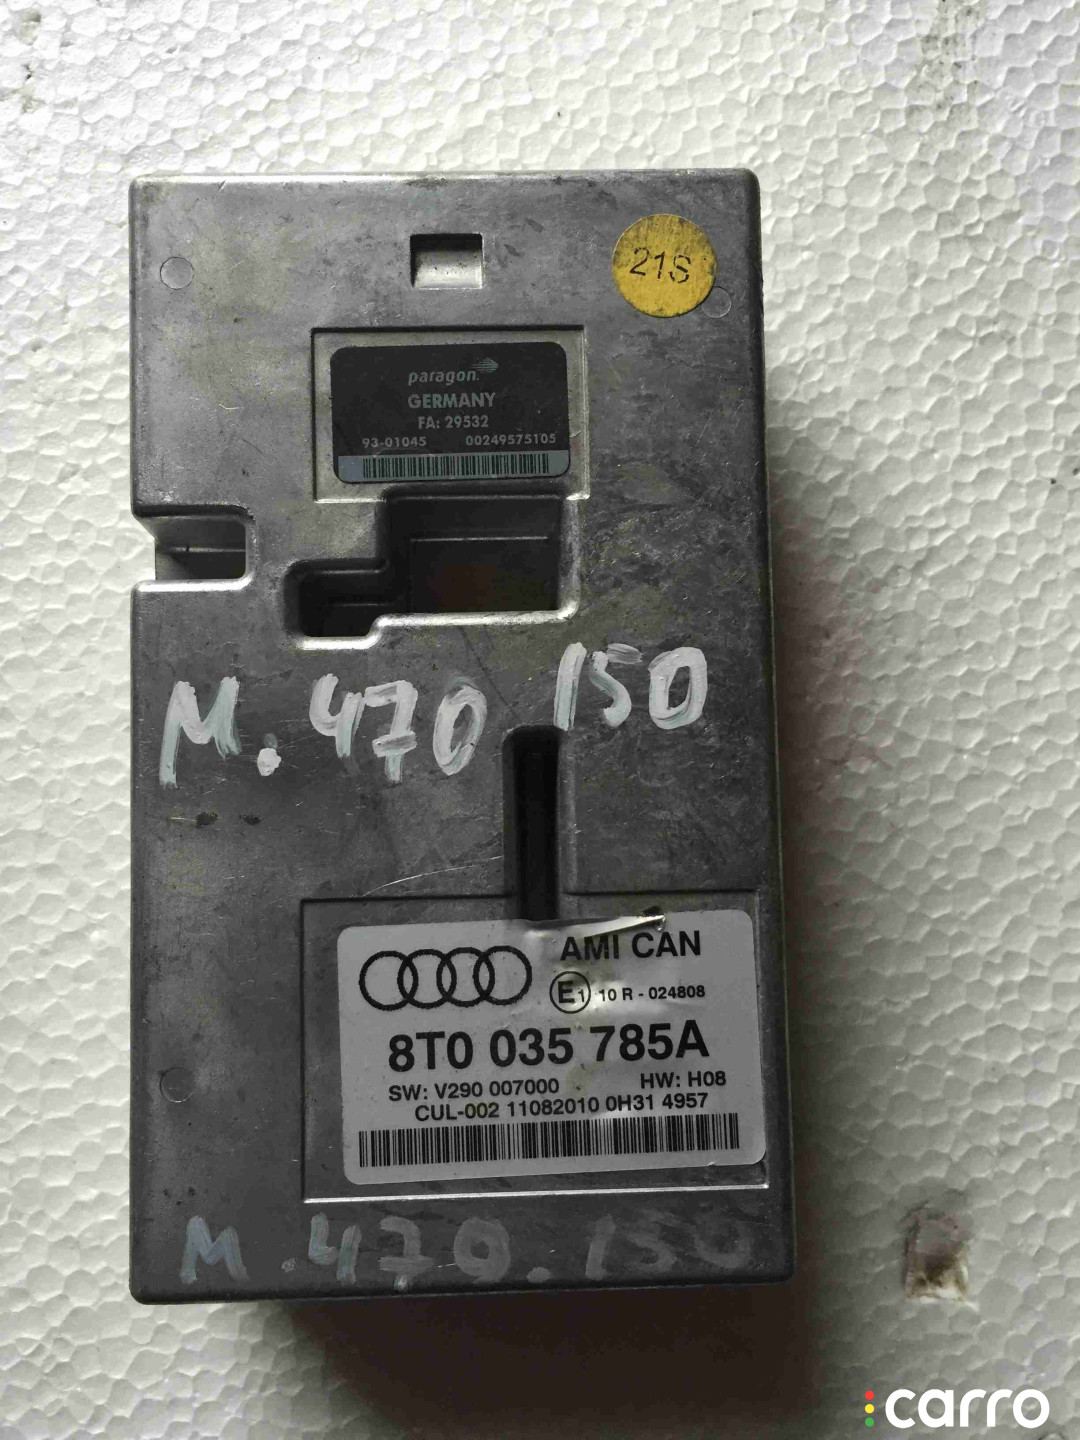 21S
paragon
GERMANY
FA: 29532
93-01045 00249575105
M. 470 150
AMI CAN
E1 10 R - 024808
8T0 035 785A
SW: V290 007000 HW: H08
CUL-002 11082010 0H31 4957
M. 470. 150
carro